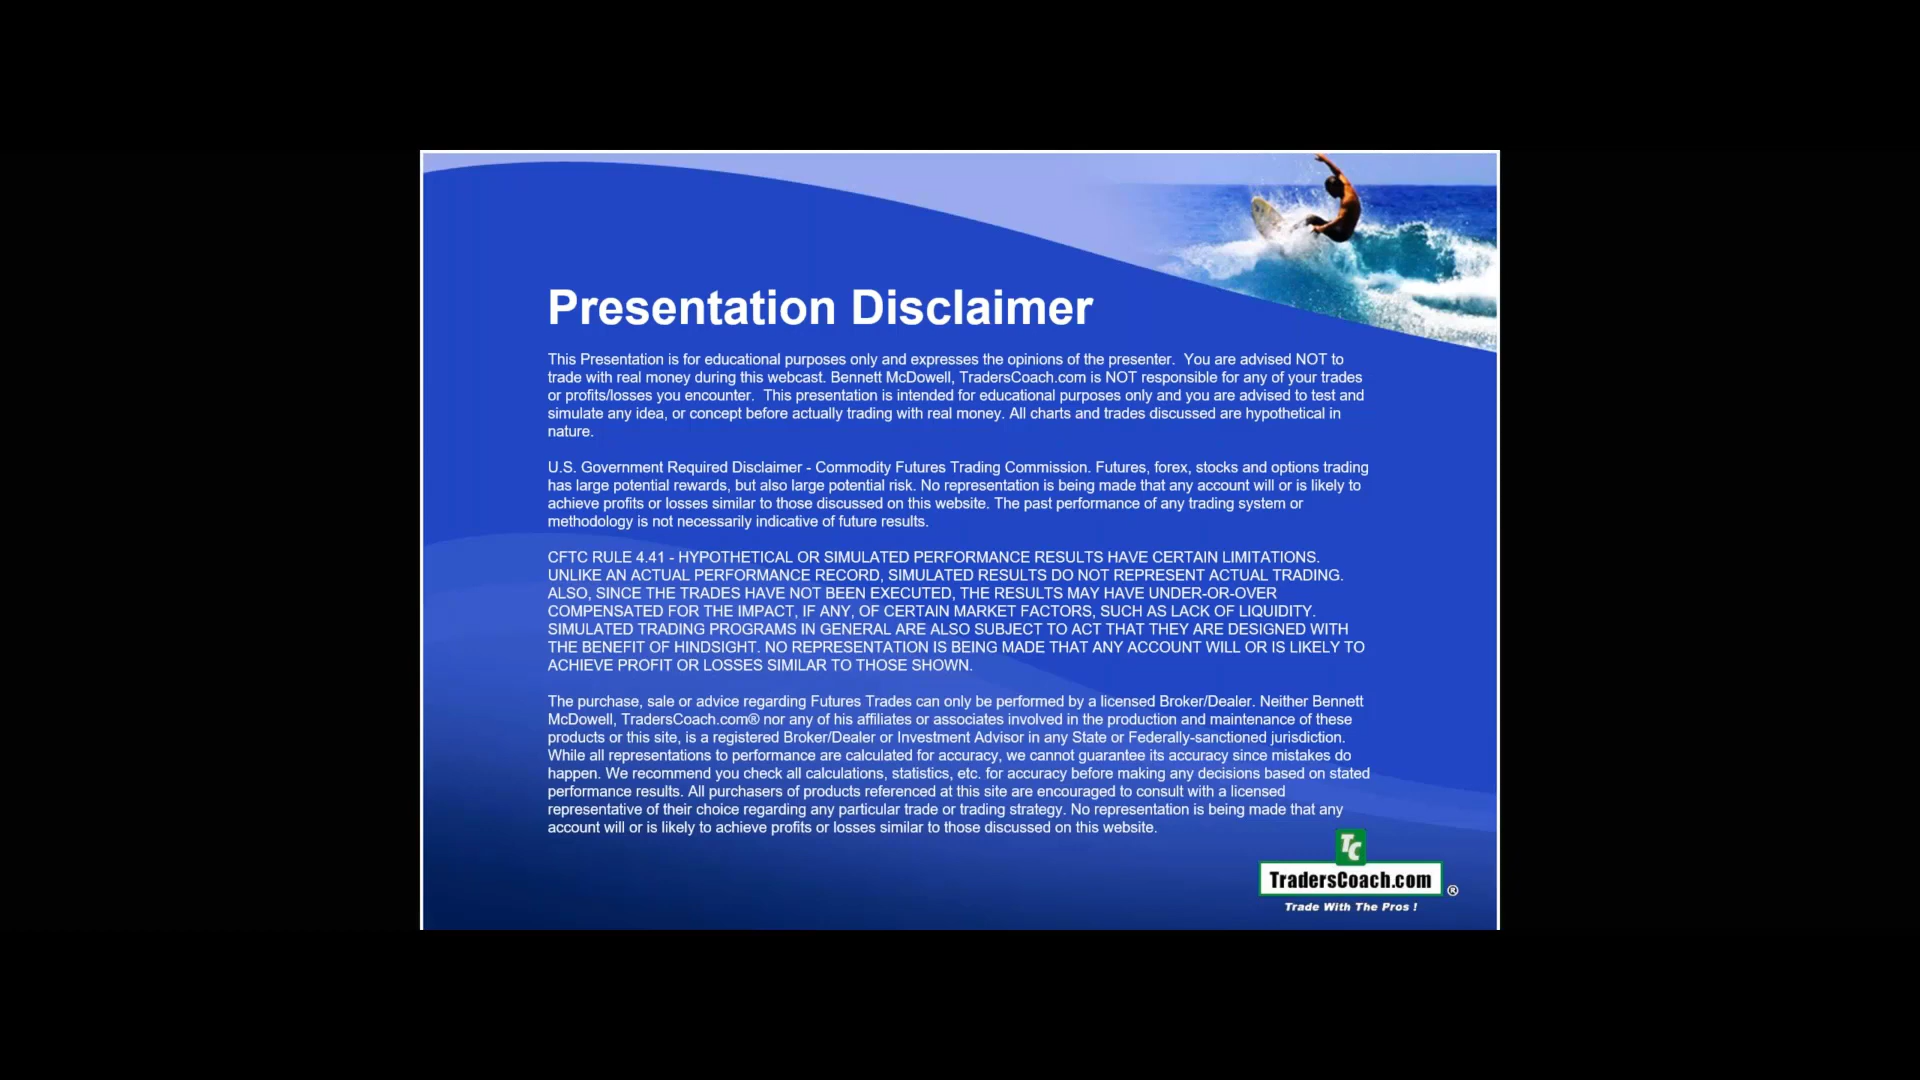 Presentation Disclaimer
This Presentation is for educational purposes only and expresses the opinions of the presenter.  You are advised NOT to
trade with real money during this webcast. Bennett McDowell, TradersCoach.com is NOT responsible for any of your trades
or profits/losses you encounter.  This presentation is intended for educational purposes only and you are advised to test and
simulate any idea, or concept before actually trading with real money. All charts and trades discussed are hypothetical in
nature.
U.S. Government Required Disclaimer - Commodity Futures Trading Commission. Futures, forex, stocks and options trading
has large potential rewards, but also large potential risk. No representation is being made that any account will or is likely to
achieve profits or losses similar to those discussed on this website. The past performance of any trading system or
methodology is not necessarily indicative of future results.
CFTC RULE 4.41 - HYPOTHETICAL OR SIMULATED PERFORMANCE RESULTS HAVE CERTAIN LIMITATIONS.
UNLIKE AN ACTUAL PERFORMANCE RECORD, SIMULATED RESULTS DO NOT REPRESENT ACTUAL TRADING.
ALSO, SINCE THE TRADES HAVE NOT BEEN EXECUTED, THE RESULTS MAY HAVE UNDER-OR-OVER
COMPENSATED FOR THE IMPACT, IF ANY, OF CERTAIN MARKET FACTORS, SUCH AS LACK OF LIQUIDITY.
SIMULATED TRADING PROGRAMS IN GENERAL ARE ALSO SUBJECT TO ACT THAT THEY ARE DESIGNED WITH
THE BENEFIT OF HINDSIGHT. NO REPRESENTATION IS BEING MADE THAT ANY ACCOUNT WILL OR IS LIKELY TO
ACHIEVE PROFIT OR LOSSES SIMILAR TO THOSE SHOWN.
The purchase, sale or advice regarding Futures Trades can only be performed by a licensed Broker/Dealer. Neither Bennett
McDowell, TradersCoach.com® nor any of his affiliates or associates involved in the production and maintenance of these
products or this site, is a registered Broker/Dealer or Investment Advisor in any State or Federally-sanctioned jurisdiction.
While all representations to performance are calculated for accuracy, we cannot guarantee its accuracy since mistakes do
happen. We recommend you check all calculations, statistics, etc. for accuracy before making any decisions based on stated
performance results. All purchasers of products referenced at this site are encouraged to consult with a licensed
representative of their choice regarding any particular trade or trading strategy. No representation is being made that any
account will or is likely to achieve profits or losses similar to those discussed on this website.
TC
TradersCoach.com ®
Trade With The Pros !